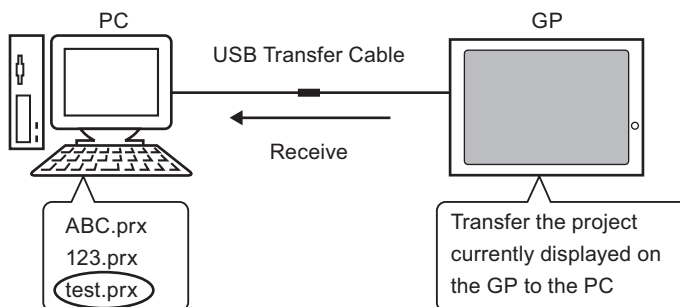 PC
GP
USB Transfer Cable
Receive
ABC.prx
123.prx
test.prx
Transfer the project
currently displayed on
the GP to the PC